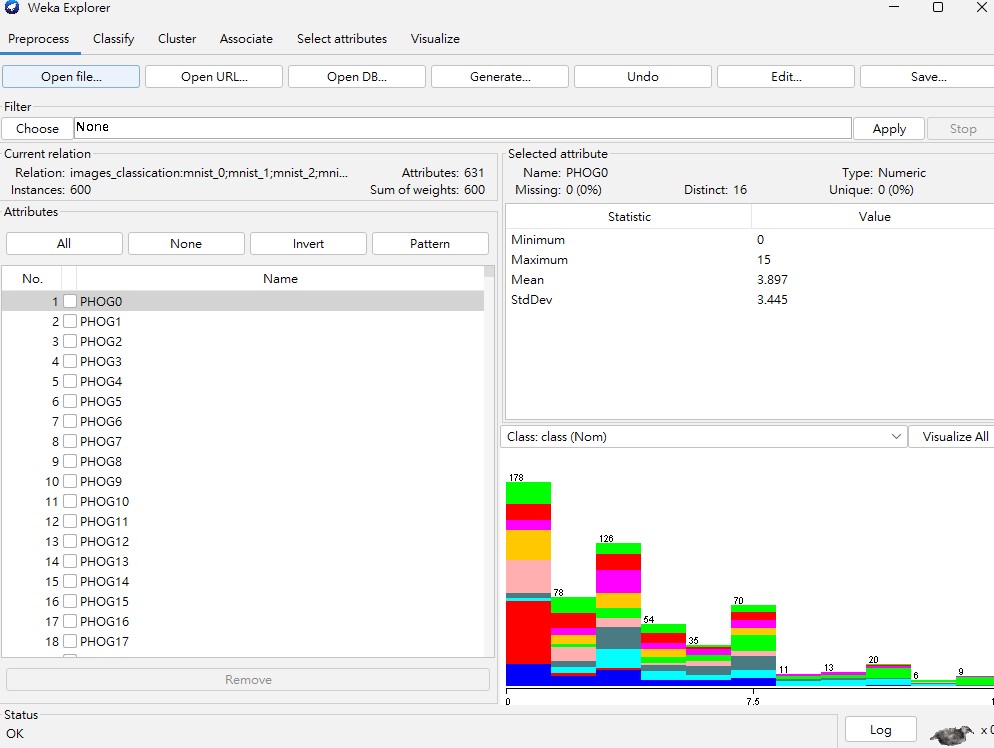 Weka Explorer
Preprocess Classify Cluster Associate Select attributes Visualize
Open file... Open URL... Open DB... Generate... Undo Edit... Save...
Filter
Choose None Apply Stop
Current relation
Relation: images_classication:mnist_0;mnist_1;mnist_2;mni... Attributes: 631
Instances: 600 Sum of weights: 600
Attributes
All None Invert Pattern
No. Name
1 PHOG0
2 PHOG1
3 PHOG2
4 PHOG3
5 PHOG4
6 PHOG5
7 PHOG6
8 PHOG7
9 PHOG8
10 PHOG9
11 PHOG10
12 PHOG11
13 PHOG12
14 PHOG13
15 PHOG14
16 PHOG15
17 PHOG16
18 PHOG17
Remove
Selected attribute
Name: PHOG0 Type: Numeric
Missing: 0 (0%) Distinct: 16 Unique: 0 (0%)
Statistic Value
Minimum 0
Maximum 15
Mean 3.897
StdDev 3.445
Class: class (Nom) Visualize All
178
126
78
70
54
35
11
13
20
6
9
0 7.5 1
Status
OK
Log x 0